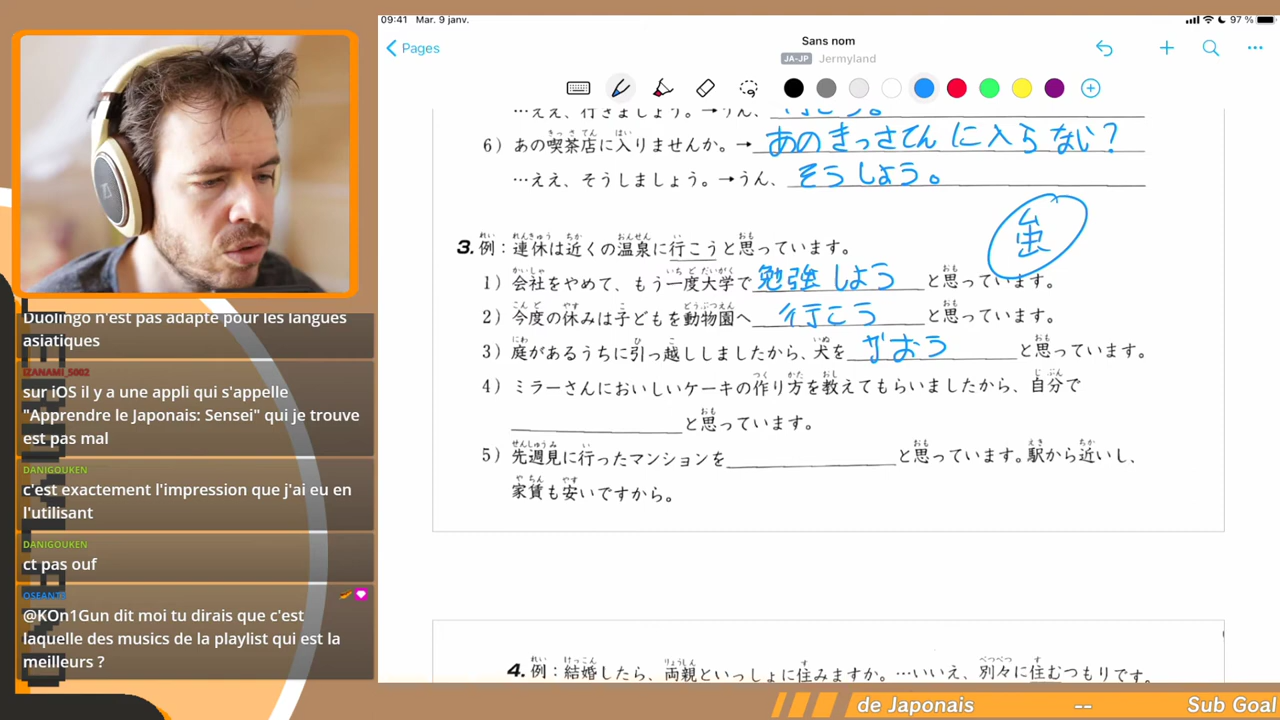 09:41 Mar. 9 janv.
97 %
Pages
Sans nom
JA-JP Jermyland
…ええ、行きましょう。→うん、行こう。
6）あの喫茶店に入りませんか。→ あのきっさてんに入らない？
…ええ、そうしましょう。→うん、そうしよう。
虫
3. 例：連休は近くの温泉に行こうと思っています。
1）会社をやめて、もう一度大学で 勉強しよう と思っています。
2）今度の休みは子どもを動物園へ 行こう と思っています。
3）庭があるうちに引っ越ししましたから、犬を おう と思っています。
4）ミラーさんにおいしいケーキの作り方を教えてもらいましたから、自分で
と思っています。
5）先週見に行ったマンションを と思っています。駅から近いし、
家賃も安いですから。
4. 例：結婚したら、両親といっしょに住みますか。…いいえ、別々に住むつもりです。
Duolingo n'est pas adapté pour les langues
asiatiques
IZANAMI_5002
sur iOS il y a une appli qui s'appelle
"Apprendre le Japonais: Sensei" qui je trouve
est pas mal
DANIGOUKEN
c'est exactement l'impression que j'ai eu en
l'utilisant
DANIGOUKEN
ct pas ouf
@KOn1Gun dit moi tu dirais que c'est
laquelle des musics de la playlist qui est la
meilleurs ?
de Japonais -- Sub Goal